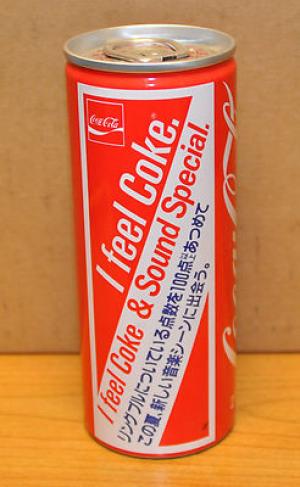 Coca-Cola
I feel Coke.
I feel Coke & Sound Special.
リングプルについている点数を100点以上あつめて
この夏、新しい音楽シーンに出会う。